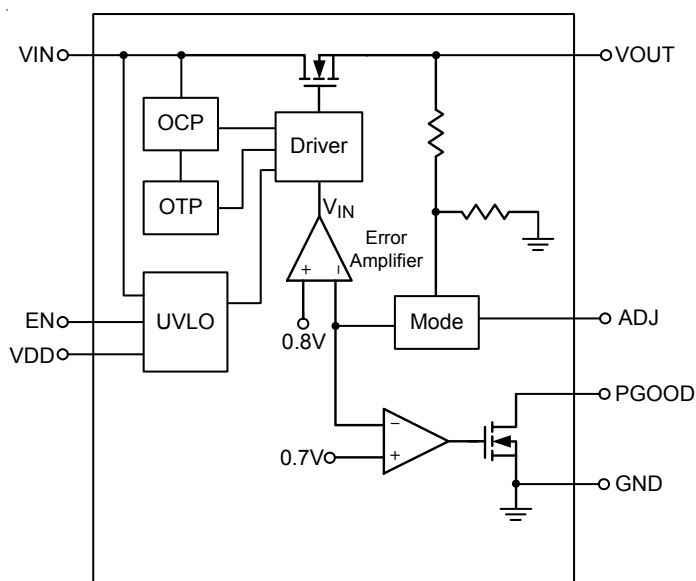 VIN
VOUT
OCP
Driver
OTP
VIN
Error
Amplifier
+
−
UVLO
EN
VDD
0.8V
Mode
ADJ
PGOOD
−
+
0.7V
GND